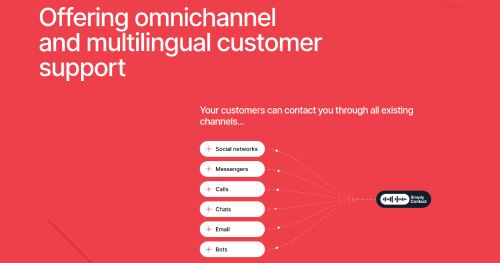 Offering omnichannel
and multilingual customer
support
Your customers can contact you through all existing
channels...
Social networks
Messengers
Calls
Chats
Email
Bots
Simply
Contact